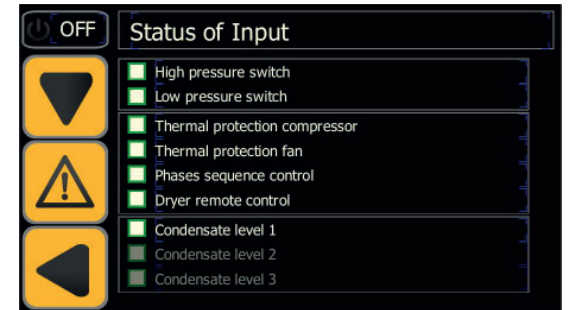 OFF
Status of Input
High pressure switch
Low pressure switch
Thermal protection compressor
Thermal protection fan
Phases sequence control
Dryer remote control
Condensate level 1
Condensate level 2
Condensate level 3